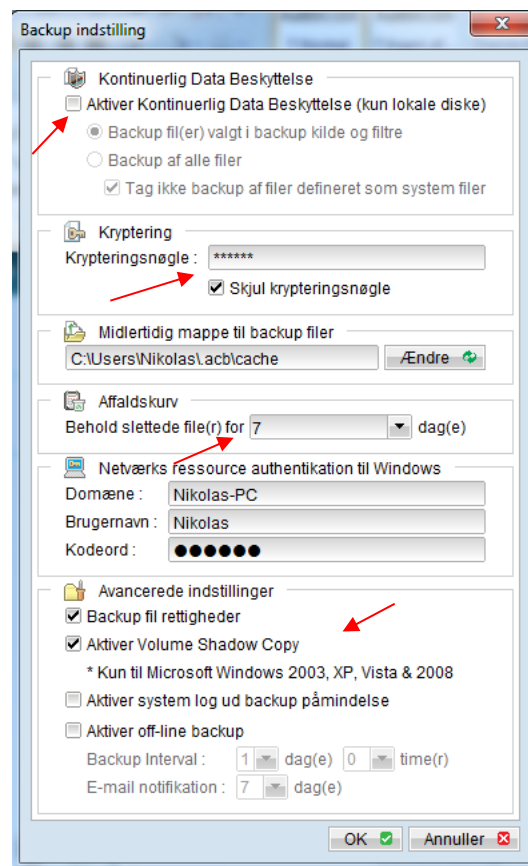 Backup indstilling
Kontinuerlig Data Beskyttelse
Aktiver Kontinuerlig Data Beskyttelse (kun lokale diske)
Backup fil(er) valgt i backup kilde og filtre
Backup af alle filer
Tag ikke backup af filer defineret som system filer
Kryptering
Krypteringsnøgle : ******
Skjul krypteringsnøgle
Midlertidig mappe til backup filer
C:\Users\Nikolas\.acb\cache Ændre
Affaldskurv
Behold slettede file(r) for 7 dag(e)
Netværks ressource authentikation til Windows
Domæne : Nikolas-PC
Brugernavn : Nikolas
Kodeord : ●●●●●●
Avancerede indstillinger
Backup fil rettigheder
Aktiver Volume Shadow Copy
* Kun til Microsoft Windows 2003, XP, Vista & 2008
Aktiver system log ud backup påmindelse
Aktiver off-line backup
Backup Interval : 1 dag(e) 0 time(r)
E-mail notifikation : 7 dag(e)
OK Annuller